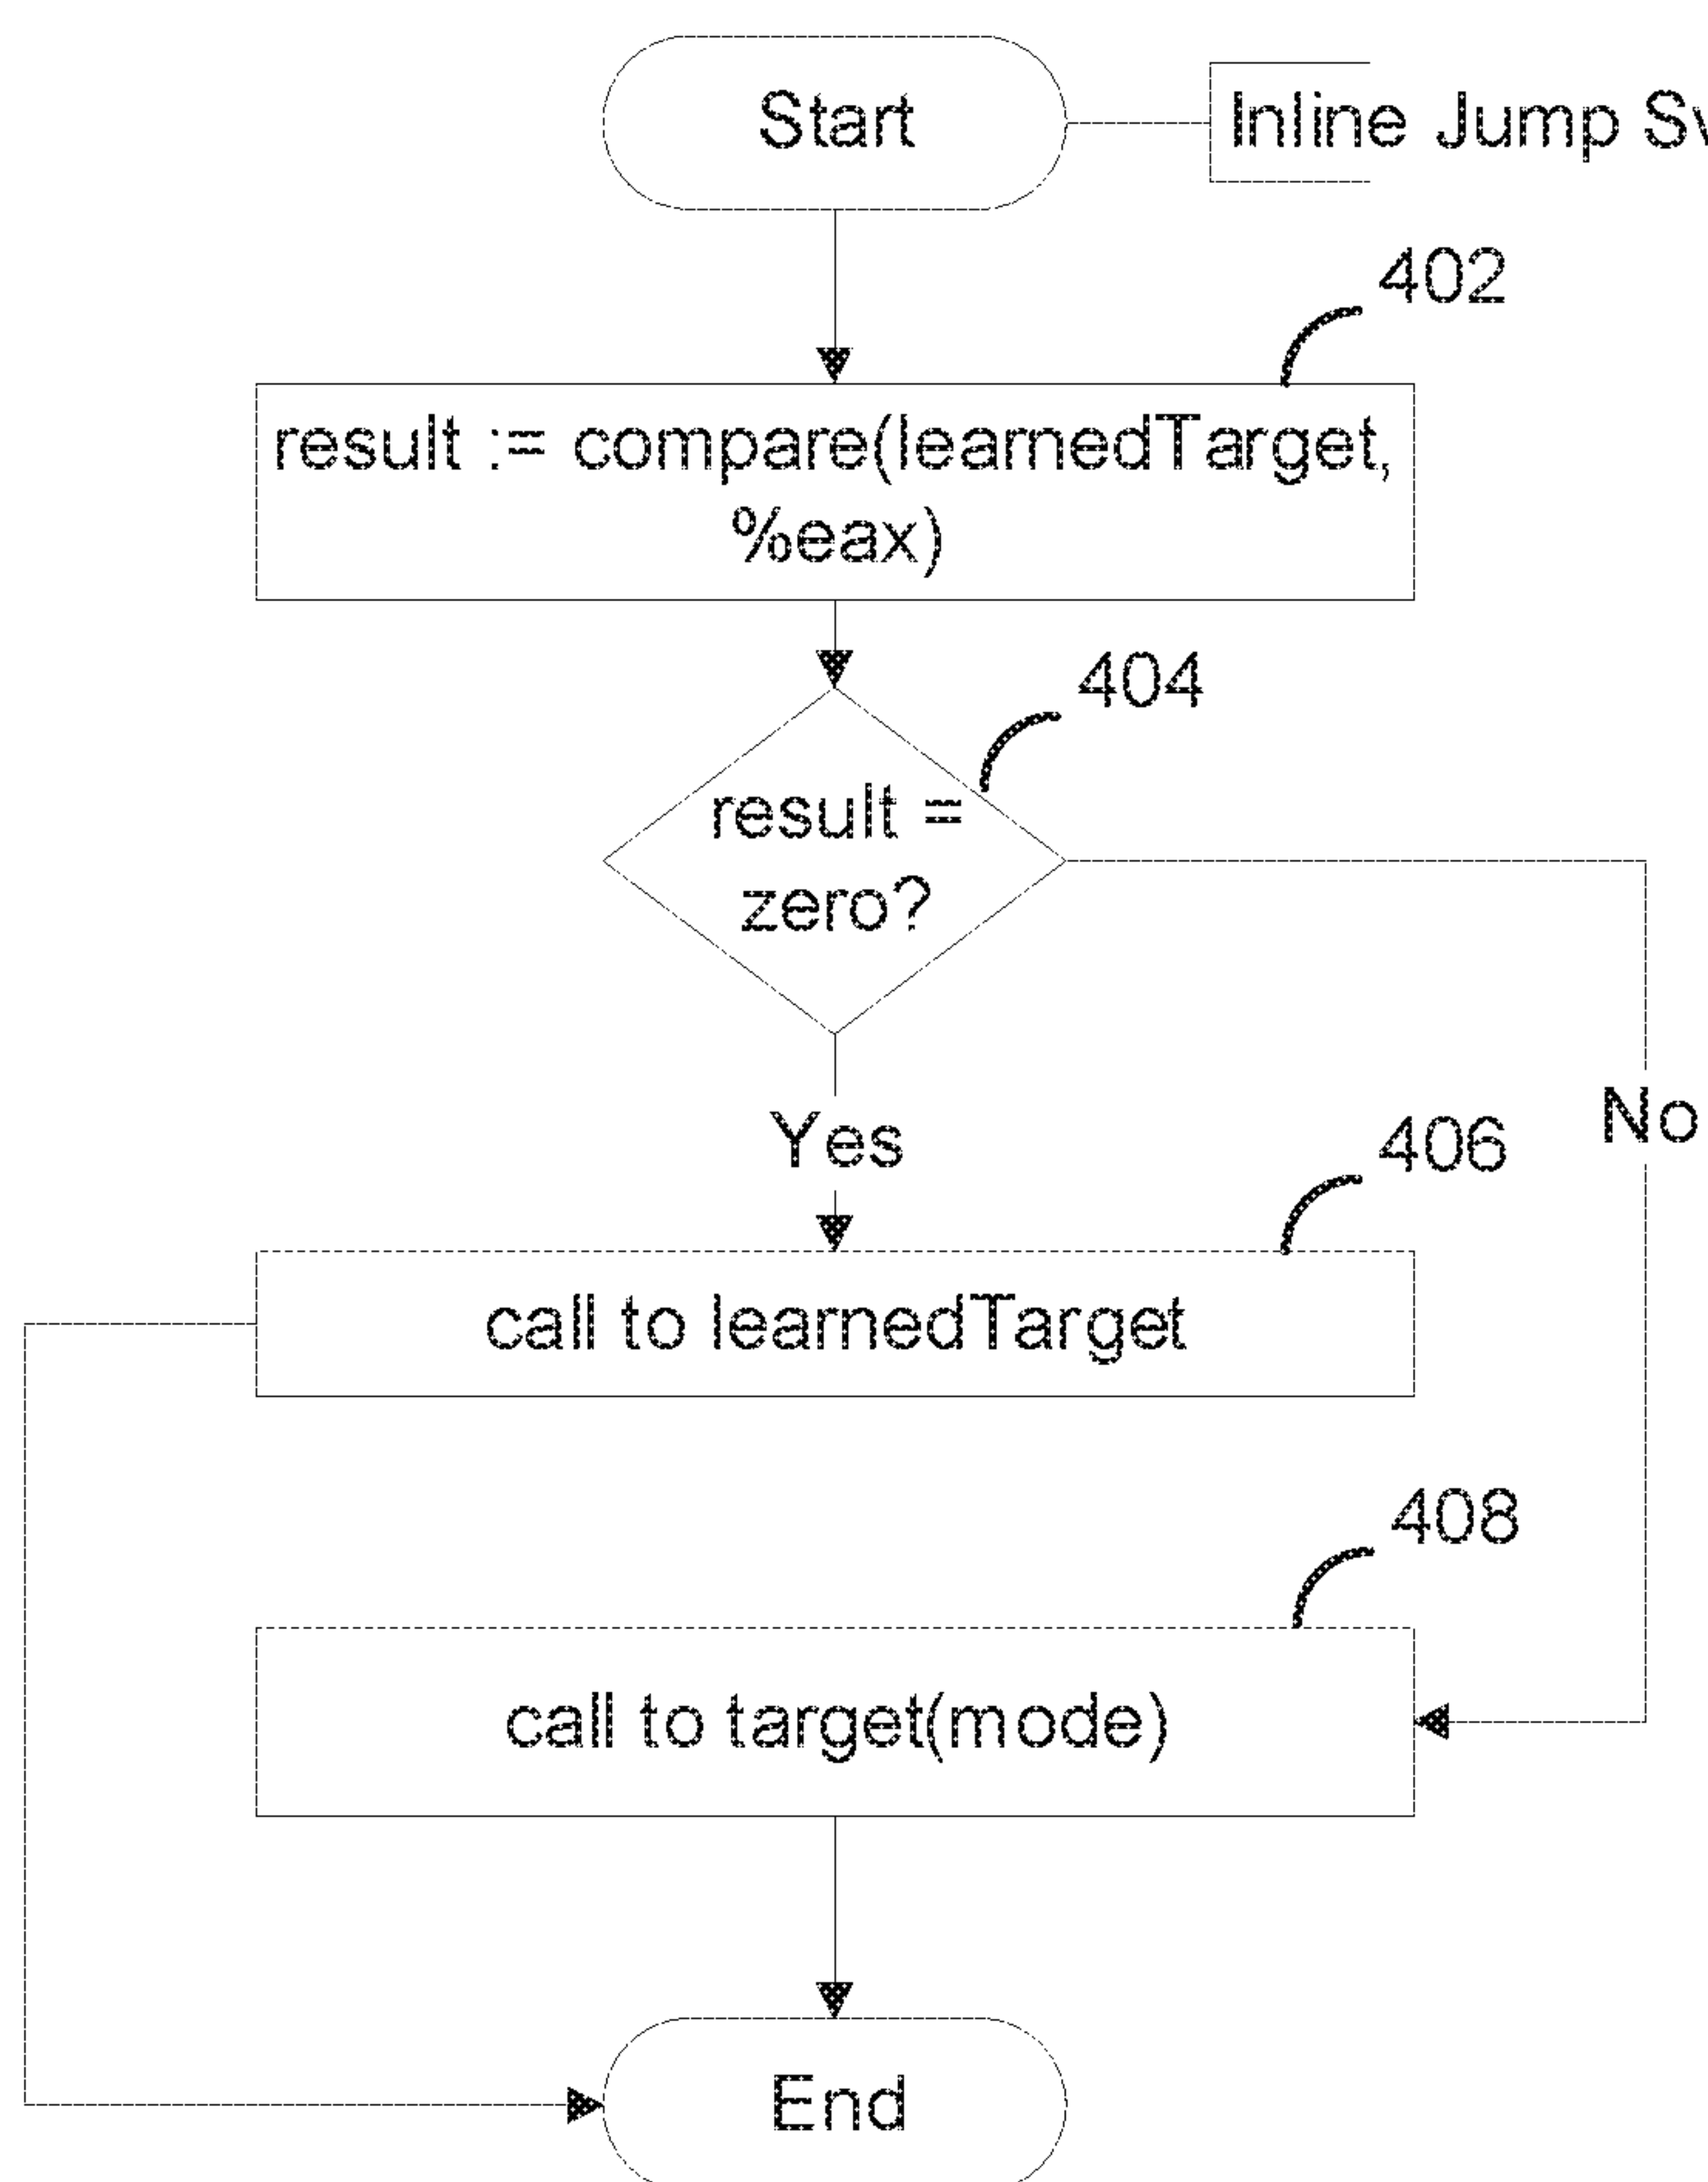 Start
Inline Jump
402
result := compare(learnedTarget,
%eax)
404
result =
zero?
Yes
No
406
call to learnedTarget
408
call to target(mode)
End